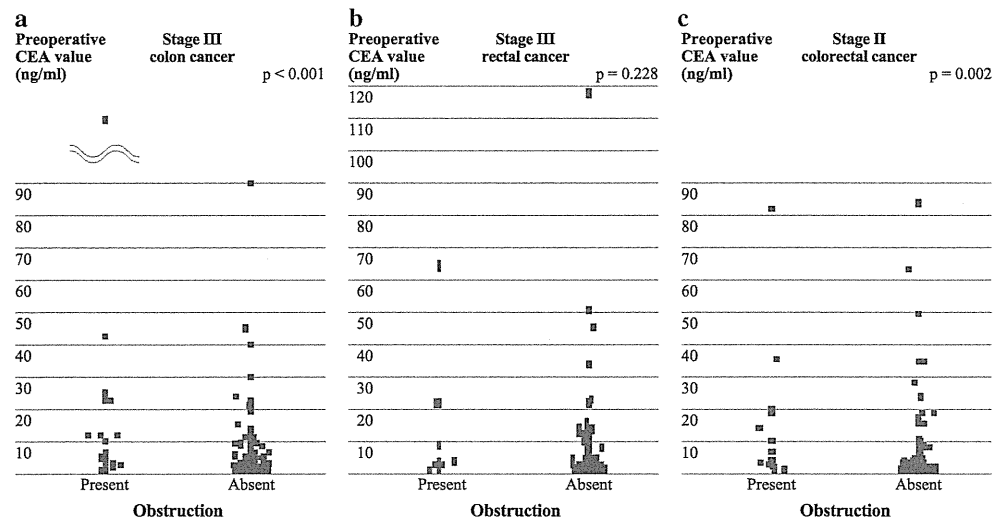 a
Preoperative
CEA value
(ng/ml)
Stage III
colon cancer
p < 0.001
90
80
70
60
50
40
30
20
10
Present
Absent
Obstruction
b
Preoperative
CEA value
(ng/ml)
Stage III
rectal cancer
p = 0.228
120
110
100
90
80
70
60
50
40
30
20
10
Present
Absent
Obstruction
c
Preoperative
CEA value
(ng/ml)
Stage II
colorectal cancer
p = 0.002
90
80
70
60
50
40
30
20
10
Present
Absent
Obstruction